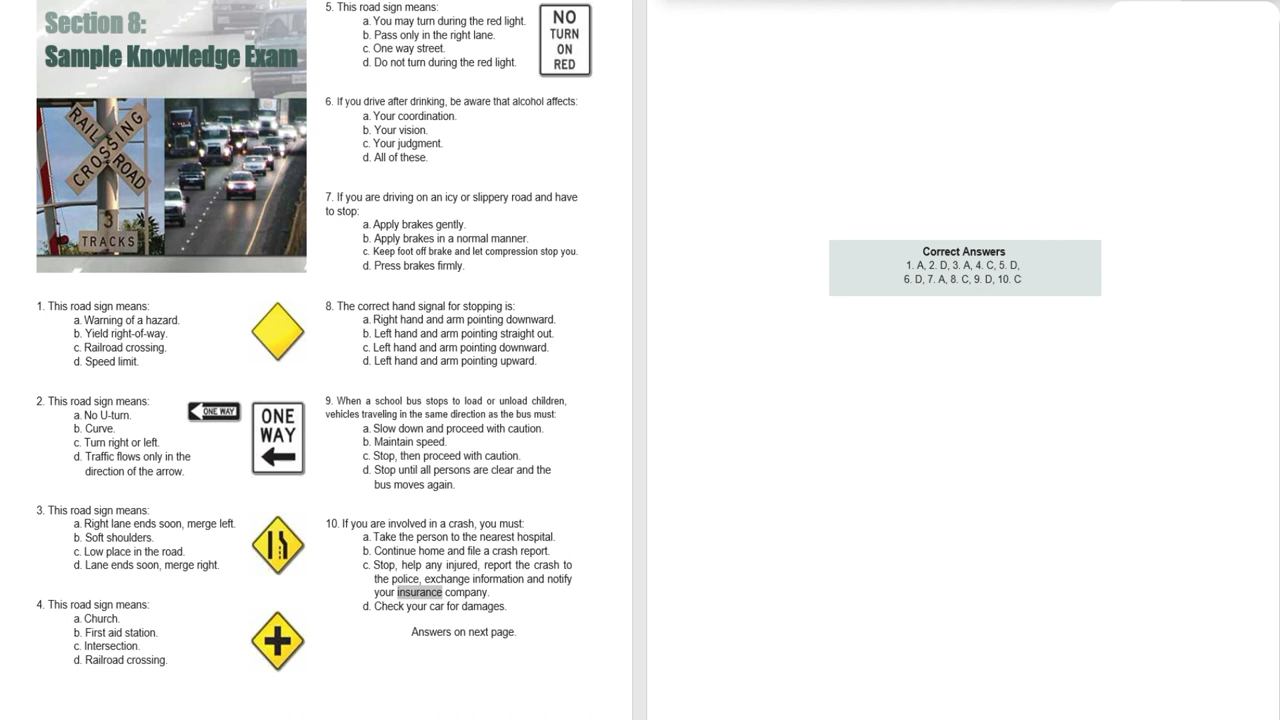 Section 8:
Sample Knowledge Exam
RAIL ROAD
CROSSING
3
TRACKS
1. This road sign means:
a. Warning of a hazard.
b. Yield right-of-way.
c. Railroad crossing.
d. Speed limit.
2. This road sign means:
a. No U-turn.
b. Curve.
c. Turn right or left.
d. Traffic flows only in the
direction of the arrow.
ONE WAY
ONE
WAY
3. This road sign means:
a. Right lane ends soon, merge left.
b. Soft shoulders.
c. Low place in the road.
d. Lane ends soon, merge right.
4. This road sign means:
a. Church.
b. First aid station.
c. Intersection.
d. Railroad crossing.
5. This road sign means:
a. You may turn during the red light.
b. Pass only in the right lane.
c. One way street.
d. Do not turn during the red light.
NO
TURN
ON
RED
6. If you drive after drinking, be aware that alcohol affects:
a. Your coordination.
b. Your vision.
c. Your judgment.
d. All of these.
7. If you are driving on an icy or slippery road and have
to stop:
a. Apply brakes gently.
b. Apply brakes in a normal manner.
c. Keep foot off brake and let compression stop you.
d. Press brakes firmly.
8. The correct hand signal for stopping is:
a. Right hand and arm pointing downward.
b. Left hand and arm pointing straight out.
c. Left hand and arm pointing downward.
d. Left hand and arm pointing upward.
9. When a school bus stops to load or unload children,
vehicles traveling in the same direction as the bus must:
a. Slow down and proceed with caution.
b. Maintain speed.
c. Stop, then proceed with caution.
d. Stop until all persons are clear and the
bus moves again.
10. If you are involved in a crash, you must:
a. Take the person to the nearest hospital.
b. Continue home and file a crash report.
c. Stop, help any injured, report the crash to
the police, exchange information and notify
your insurance company.
d. Check your car for damages.
Answers on next page.
Correct Answers
1. A, 2. D, 3. A, 4. C, 5. D,
6. D, 7. A, 8. C, 9. D, 10. C